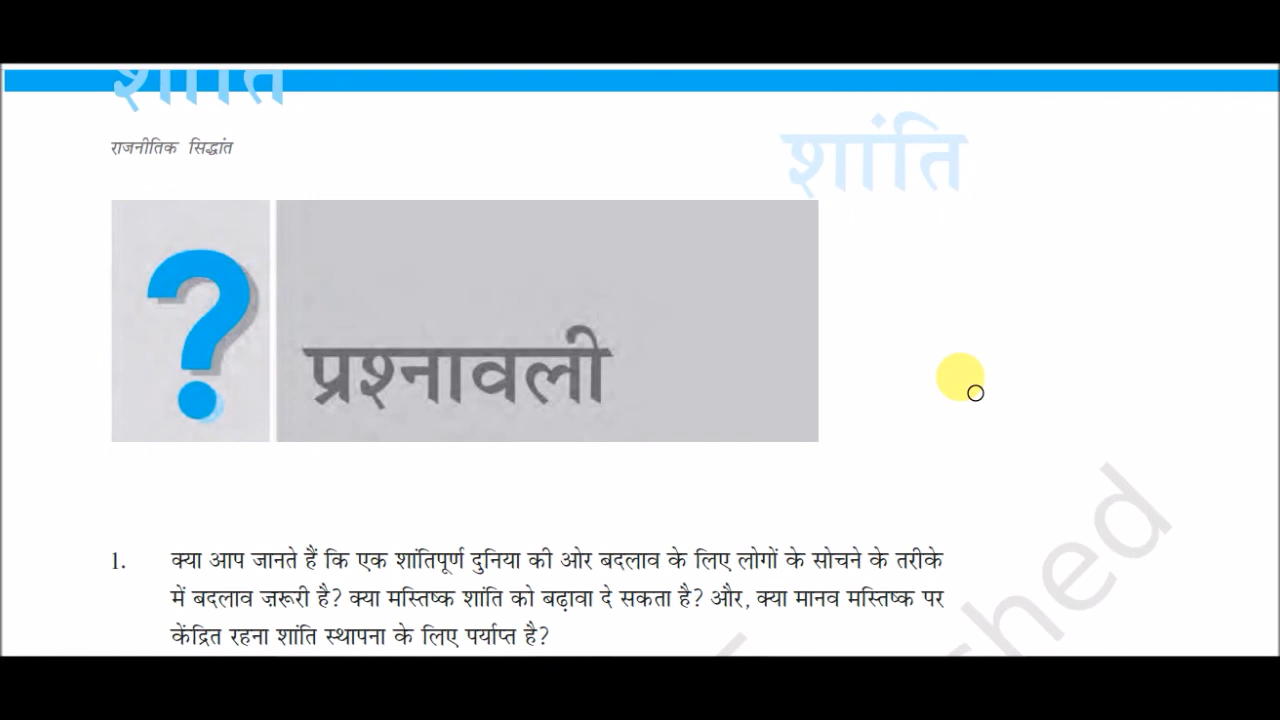 शांति
राजनीतिक सिद्धांत
शांति
?
प्रश्नावली
1. क्या आप जानते हैं कि एक शांतिपूर्ण दुनिया की ओर बदलाव के लिए लोगों के सोचने के तरीके
में बदलाव ज़रूरी है? क्या मस्तिष्क शांति को बढ़ावा दे सकता है? और, क्या मानव मस्तिष्क पर
केंद्रित रहना शांति स्थापना के लिए पर्याप्त है?
shed